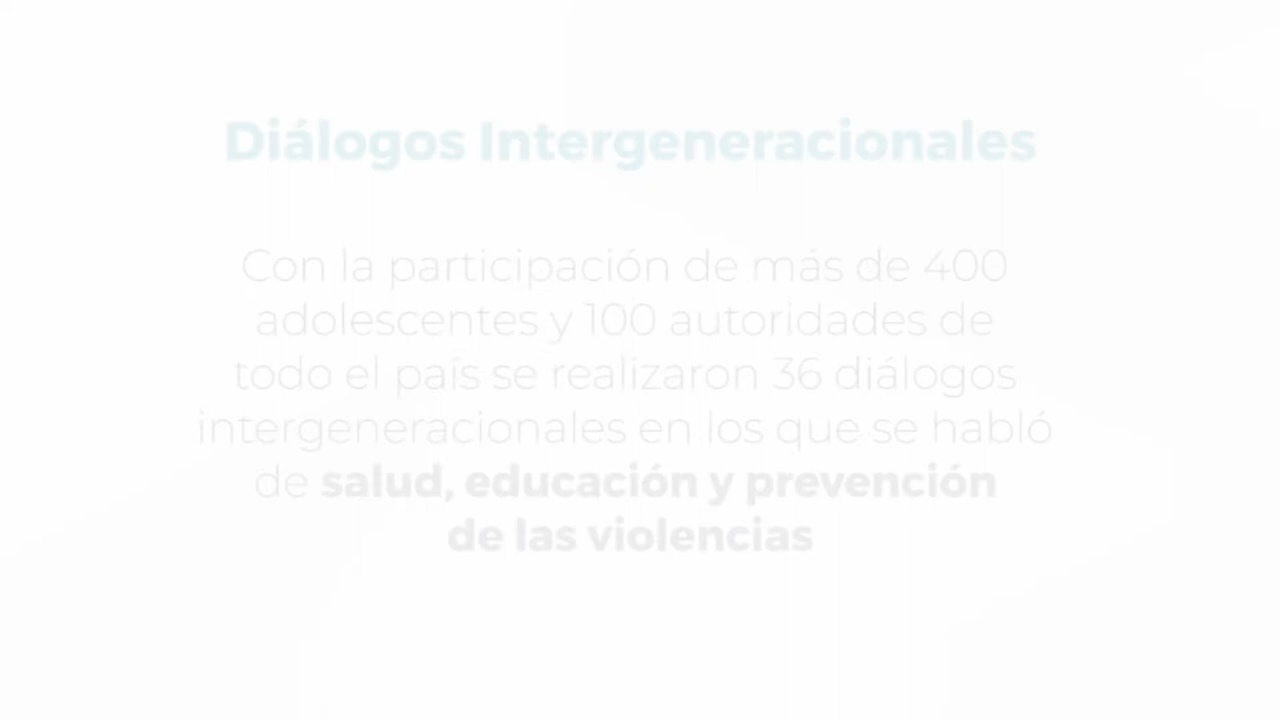 Diálogos Intergeneracionales
Con la participación de más de 400
adolescentes y 100 autoridades de
todo el país se realizaron 36 diálogos
intergeneracionales en los que se habló
de salud, educación y prevención
de las violencias